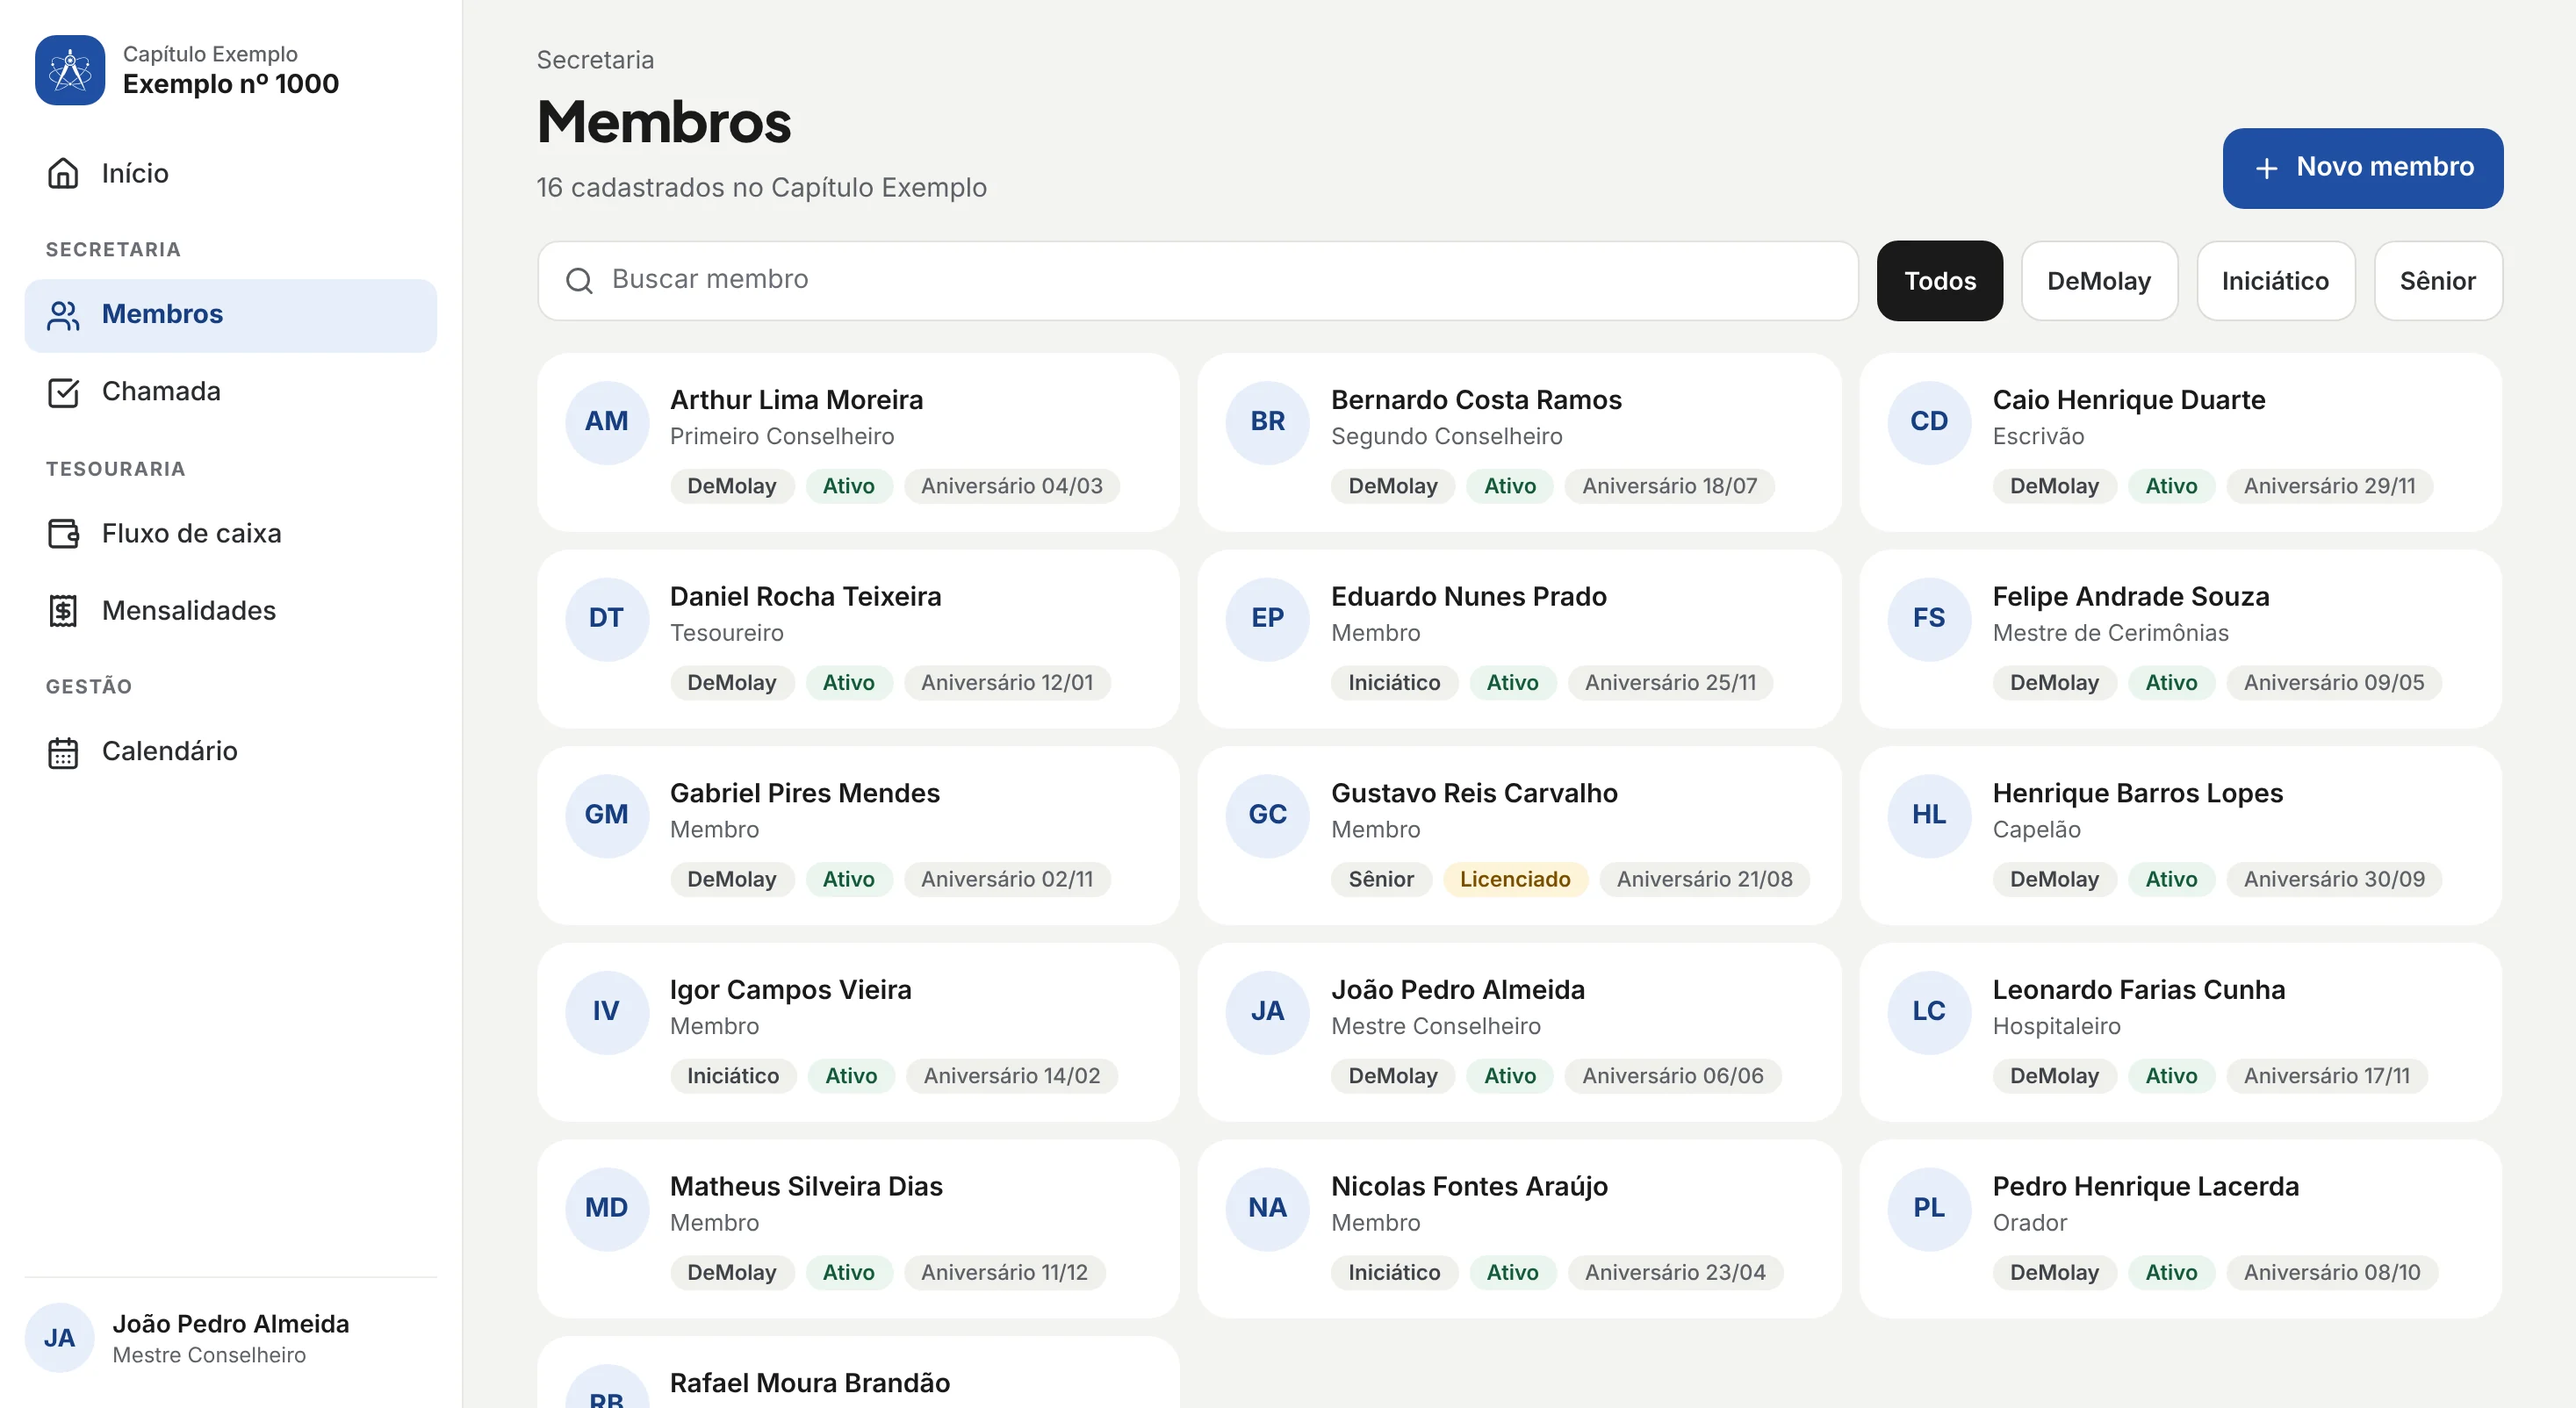 Capítulo Exemplo
Exemplo nº 1000
Início
SECRETARIA
Membros
Chamada
TESOURARIA
Fluxo de caixa
Mensalidades
GESTÃO
Calendário
JA
João Pedro Almeida
Mestre Conselheiro
Secretaria
Membros
16 cadastrados no Capítulo Exemplo
+ Novo membro
Buscar membro
Todos
DeMolay
Iniciático
Sênior
AM
Arthur Lima Moreira
Primeiro Conselheiro
DeMolay Ativo Aniversário 04/03
BR
Bernardo Costa Ramos
Segundo Conselheiro
DeMolay Ativo Aniversário 18/07
CD
Caio Henrique Duarte
Escrivão
DeMolay Ativo Aniversário 29/11
DT
Daniel Rocha Teixeira
Tesoureiro
DeMolay Ativo Aniversário 12/01
EP
Eduardo Nunes Prado
Membro
Iniciático Ativo Aniversário 25/11
FS
Felipe Andrade Souza
Mestre de Cerimônias
DeMolay Ativo Aniversário 09/05
GM
Gabriel Pires Mendes
Membro
DeMolay Ativo Aniversário 02/11
GC
Gustavo Reis Carvalho
Membro
Sênior Licenciado Aniversário 21/08
HL
Henrique Barros Lopes
Capelão
DeMolay Ativo Aniversário 30/09
IV
Igor Campos Vieira
Membro
Iniciático Ativo Aniversário 14/02
JA
João Pedro Almeida
Mestre Conselheiro
DeMolay Ativo Aniversário 06/06
LC
Leonardo Farias Cunha
Hospitaleiro
DeMolay Ativo Aniversário 17/11
MD
Matheus Silveira Dias
Membro
DeMolay Ativo Aniversário 11/12
NA
Nicolas Fontes Araújo
Membro
Iniciático Ativo Aniversário 23/04
PL
Pedro Henrique Lacerda
Orador
DeMolay Ativo Aniversário 08/10
RB
Rafael Moura Brandão